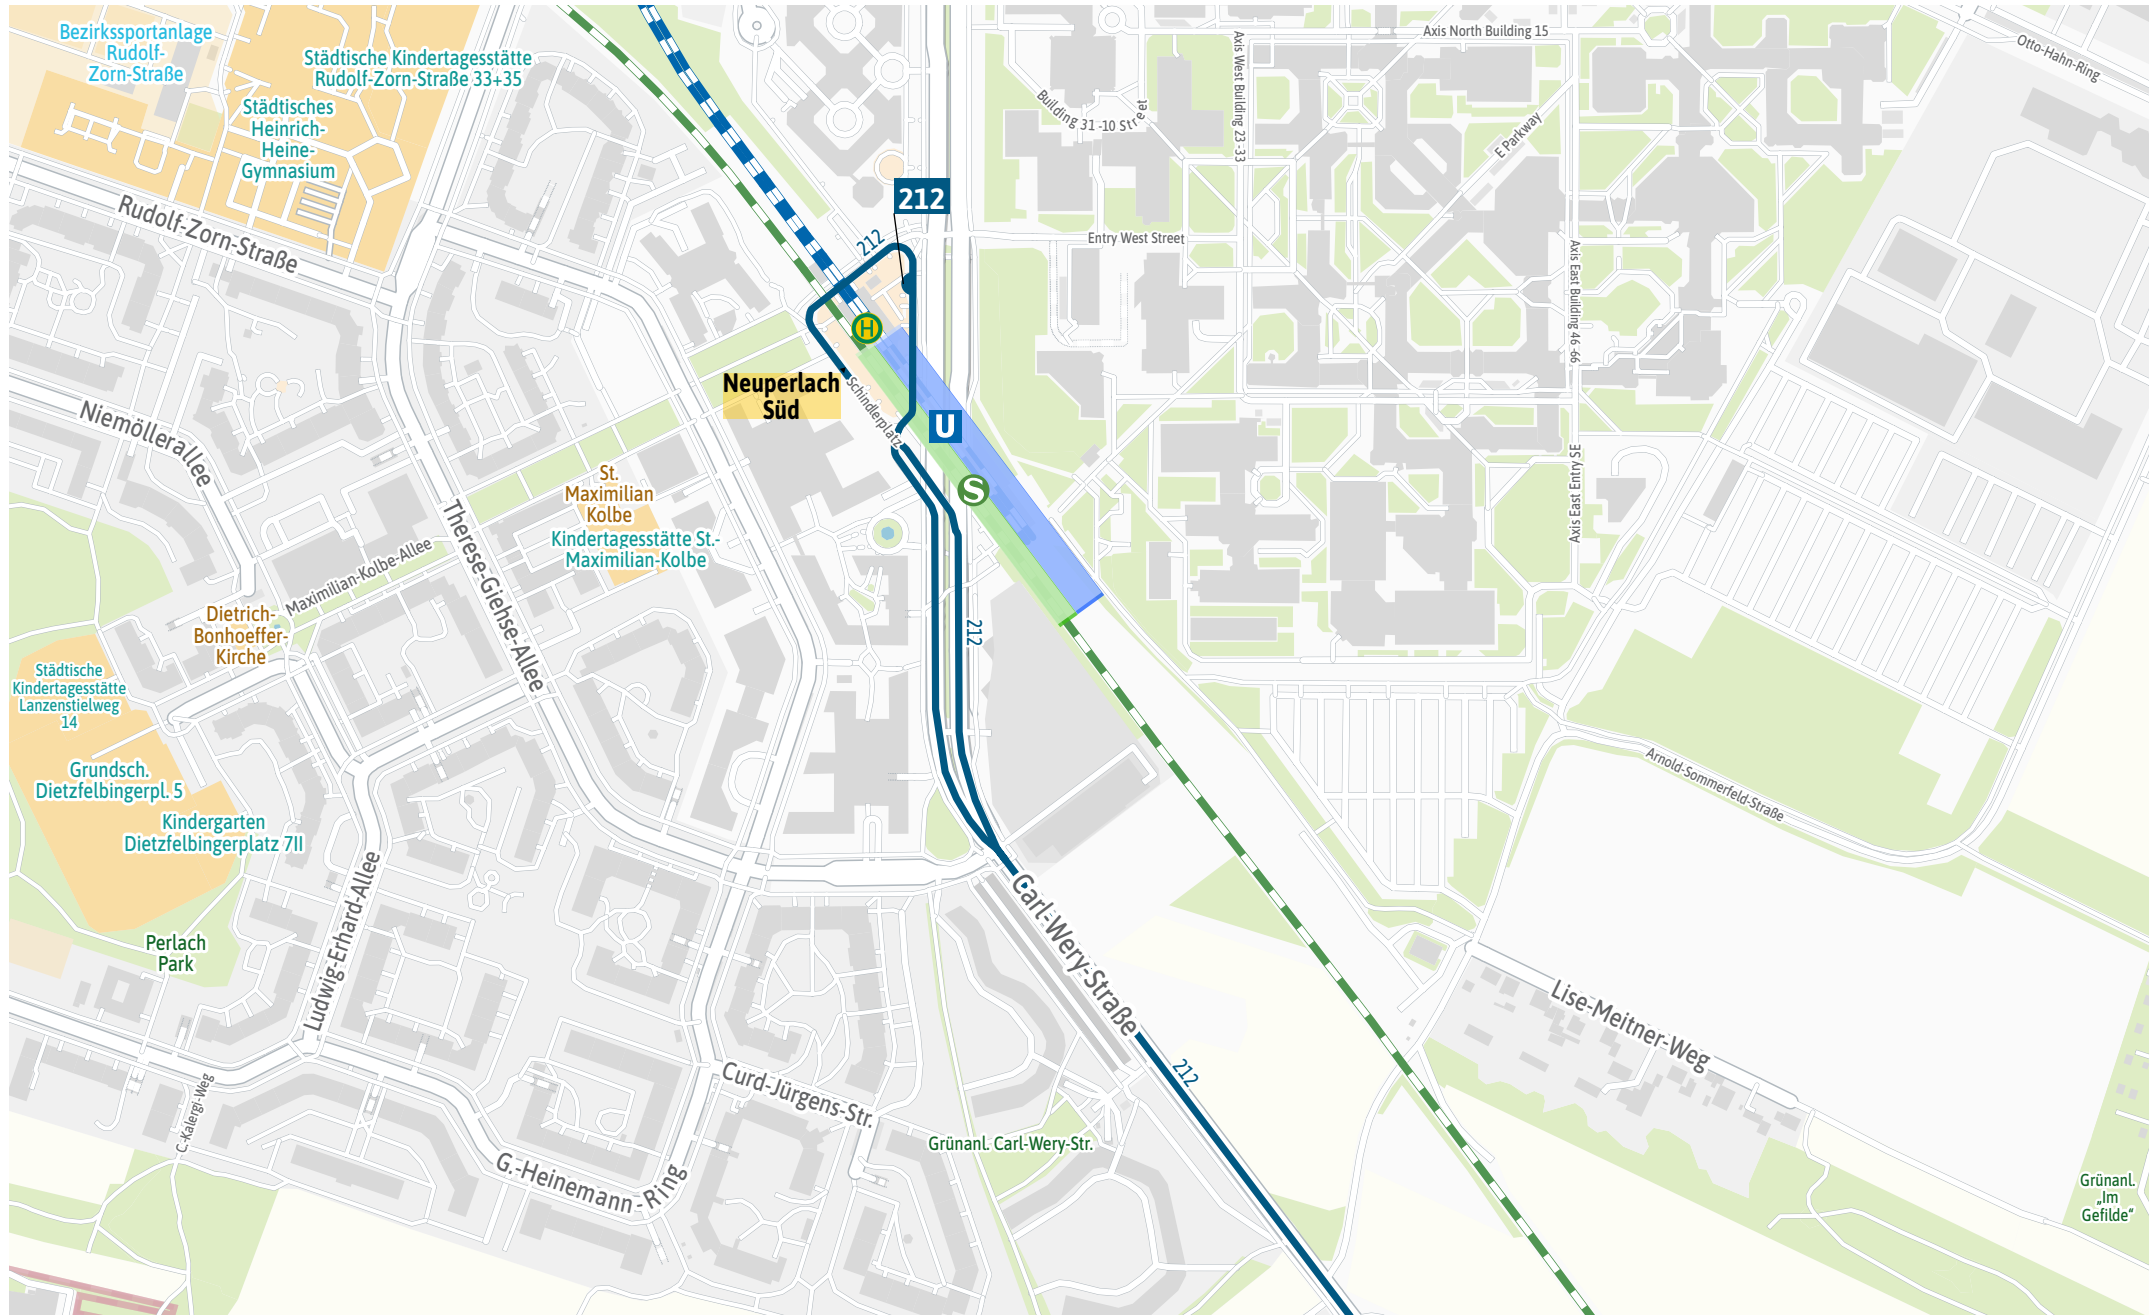 Bezirkssportanlage
Rudolf-
Zorn-Straße
Städtische Kindertagesstätte
Rudolf-Zorn-Straße 33+35
Städtisches
Heinrich-
Heine-
Gymnasium
Rudolf-Zorn-Straße
Axis West Building 23 -33
Axis North Building 15
Otto-Hahn-Ring
Building 31 -10 Street
E Parkway
212
212
Entry West Street
Axis East Building 46 -66
H
Neuperlach
Süd
Schindlerplatz
U
S
Niemöllerallee
St.
Maximilian
Kolbe
Kindertagesstätte St.-
Maximilian-Kolbe
Therese-Giehse-Allee
Maximilian-Kolbe-Allee
Axis East Entry SE
Dietrich-
Bonhoeffer-
Kirche
212
Städtische
Kindertagesstätte
Lanzenstielweg
14
Grundsch.
Dietzfelbingerpl. 5
Kindergarten
Dietzfelbingerplatz 7II
Arnold-Sommerfeld-Straße
Ludwig-Erhard-Allee
Carl-Wery-Straße
Perlach
Park
Lise-Meitner-Weg
212
C.-Kalergi-Weg
Curd-Jürgens-Str.
Grünanl. Carl-Wery-Str.
G.-Heinemann-Ring
Grünanl.
„Im
Gefilde“